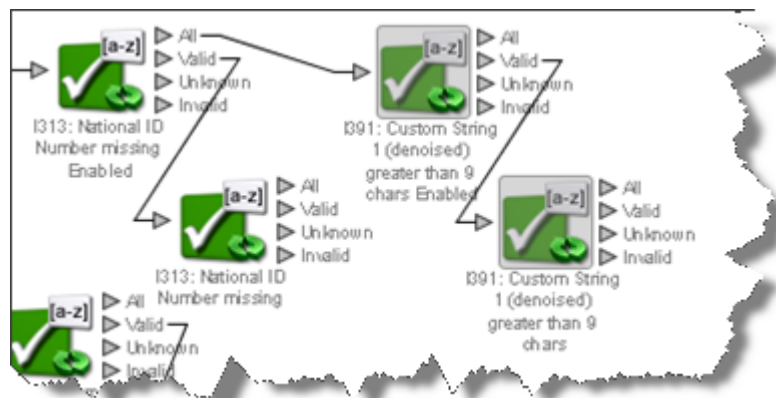 [a-z]
All
Valid
Unknown
Invalid
I313: National ID
Number missing
Enabled
[a-z]
All
Valid
Unknown
Invalid
I391: Custom String
1 (denoised)
greater than 9
chars Enabled
[a-z]
All
Valid
Unknown
Invalid
I313: National ID
Number missing
[a-z]
All
Valid
Unknown
Invalid
I391: Custom String
1 (denoised)
greater than 9
chars
[a-z]
All
Valid
Unknown
Invalid